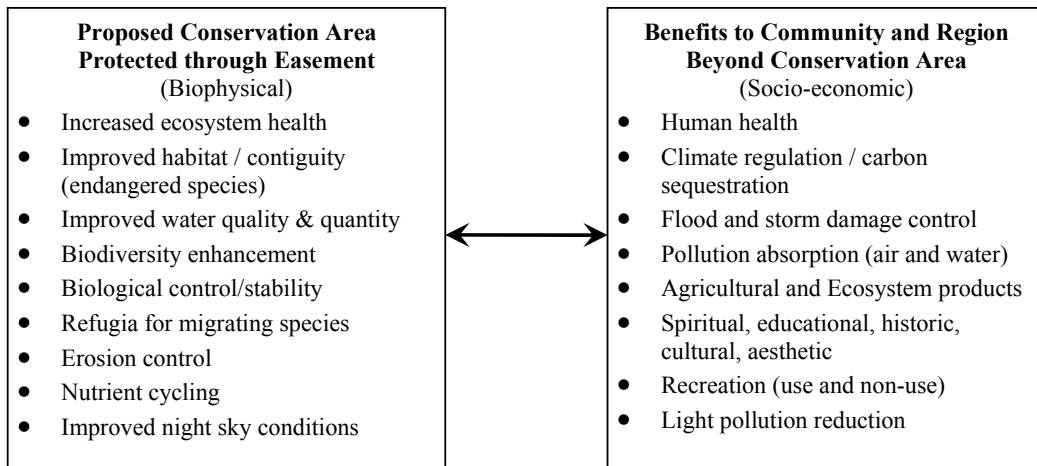 Proposed Conservation Area
Protected through Easement
(Biophysical)
● Increased ecosystem health
● Improved habitat / contiguity
(endangered species)
● Improved water quality & quantity
● Biodiversity enhancement
● Biological control/stability
● Refugia for migrating species
● Erosion control
● Nutrient cycling
● Improved night sky conditions
Benefits to Community and Region
Beyond Conservation Area
(Socio-economic)
● Human health
● Climate regulation / carbon
sequestration
● Flood and storm damage control
● Pollution absorption (air and water)
● Agricultural and Ecosystem products
● Spiritual, educational, historic,
cultural, aesthetic
● Recreation (use and non-use)
● Light pollution reduction